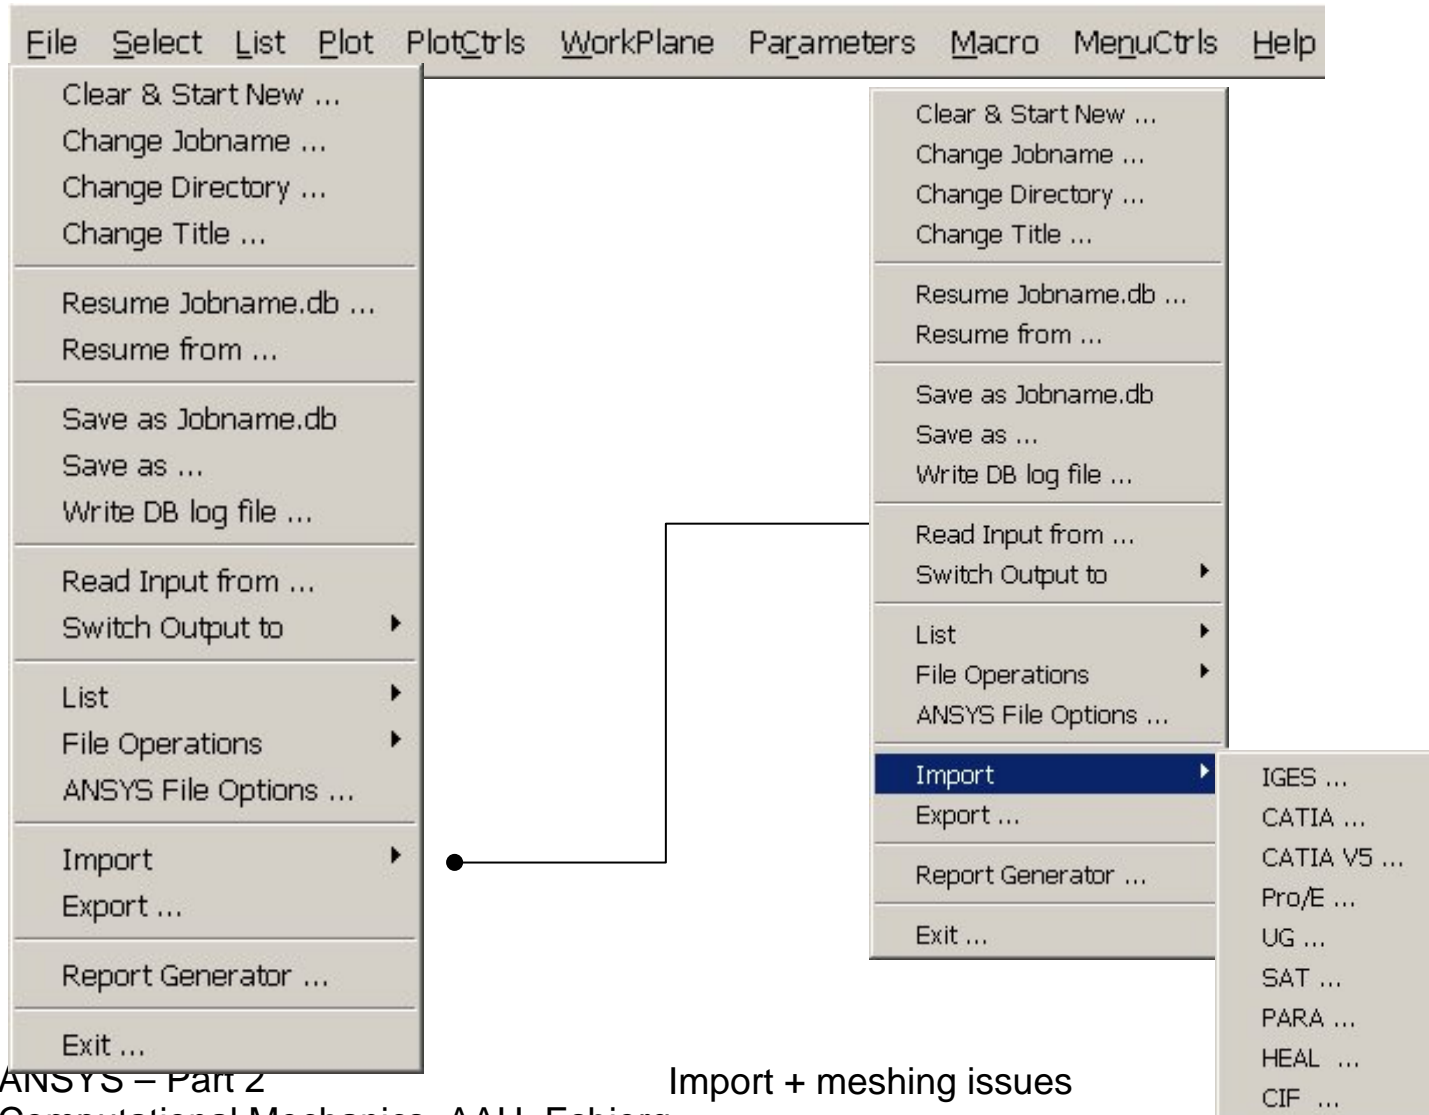 File Select List Plot PlotCtrls WorkPlane Parameters Macro MenuCtrls Help
Clear & Start New ...
Change Jobname ...
Change Directory ...
Change Title ...
Resume Jobname.db ...
Resume from ...
Save as Jobname.db
Save as ...
Write DB log file ...
Read Input from ...
Switch Output to
List
File Operations
ANSYS File Options ...
Import
Export ...
Report Generator ...
Exit ...
Clear & Start New ...
Change Jobname ...
Change Directory ...
Change Title ...
Resume Jobname.db ...
Resume from ...
Save as Jobname.db
Save as ...
Write DB log file ...
Read Input from ...
Switch Output to
List
File Operations
ANSYS File Options ...
Import
Export ...
Report Generator ...
Exit ...
IGES ...
CATIA ...
CATIA V5 ...
Pro/E ...
UG ...
SAT ...
PARA ...
HEAL ...
CIF ...
ANSYS – Part 2
Import + meshing issues
Computational Mechanics, AAU, Esbjerg